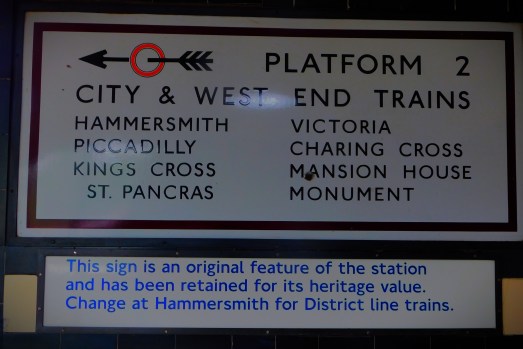 PLATFORM 2
CITY & WEST END TRAINS
HAMMERSMITH
PICCADILLY
KINGS CROSS
ST. PANCRAS
VICTORIA
CHARING CROSS
MANSION HOUSE
MONUMENT
This sign is an original feature of the station
and has been retained for its heritage value.
Change at Hammersmith for District line trains.